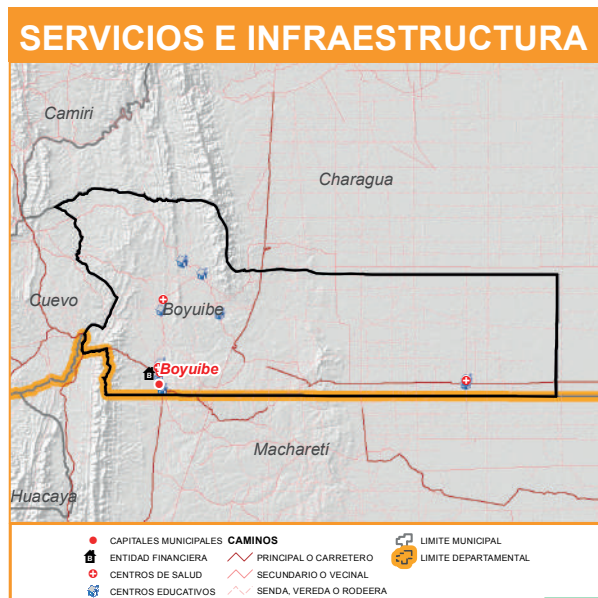 SERVICIOS E INFRAESTRUCTURA
Camiri
Charagua
Cuevo
Boyuibe
Boyuibe
B
Macharetí
Huacaya
CAPITALES MUNICIPALES
B ENTIDAD FINANCIERA
CENTROS DE SALUD
CENTROS EDUCATIVOS
CAMINOS
PRINCIPAL O CARRETERO
SECUNDARIO O VECINAL
SENDA, VEREDA O RODEERA
LIMITE MUNICIPAL
LIMITE DEPARTAMENTAL